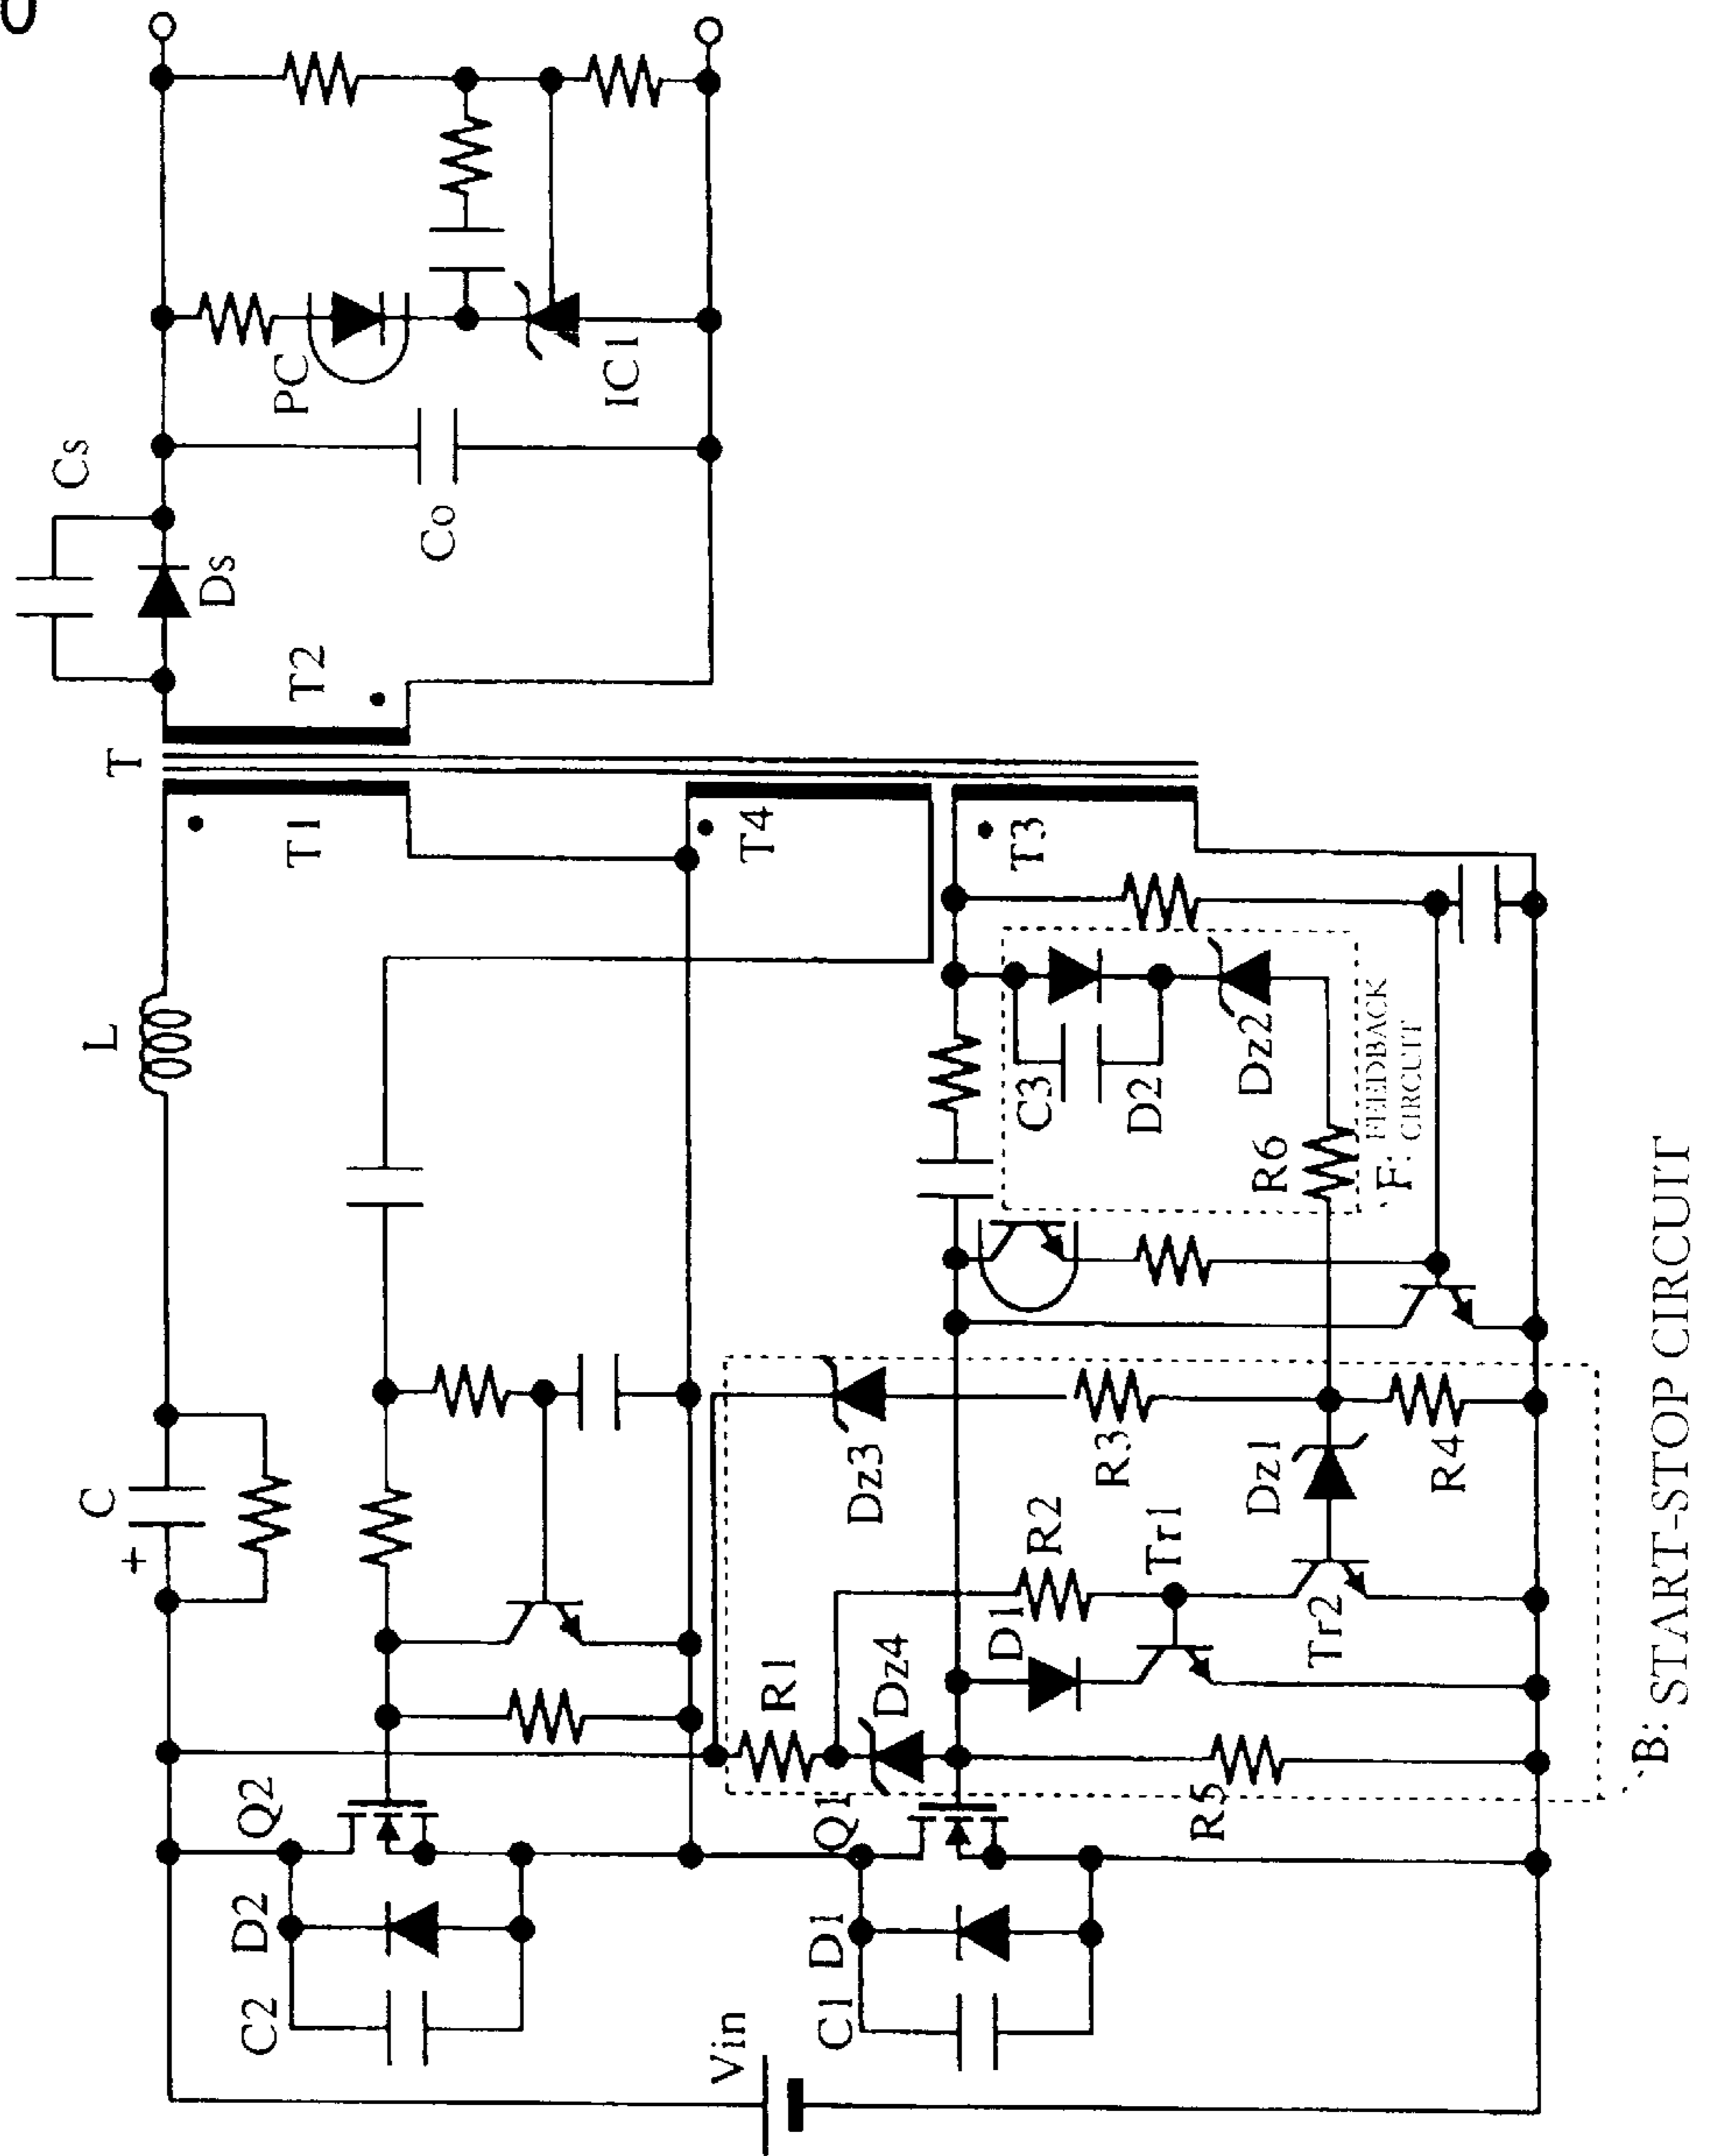 Cs
Ds
Co
PC
IC1
T
T2
T1
T4
T3
L
C
+
Q2
D2
C2
Vin
Q1
D1
C1
R1
Dz4
R5
D1
R2
Tr1
Tr2
Dz3
R3
Dz1
R4
C3
D2
Dz2
R6
F: FEEDBACK
CIRCUIT
B: START-STOP CIRCUIT